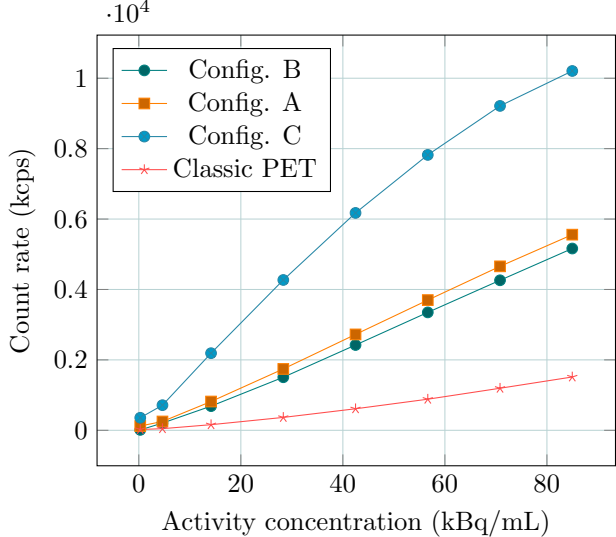 ·10⁴
1
0.8
0.6
0.4
0.2
0
0 20 40 60 80
Config. B
Config. A
Config. C
Classic PET
Count rate (kcps)
Activity concentration (kBq/mL)